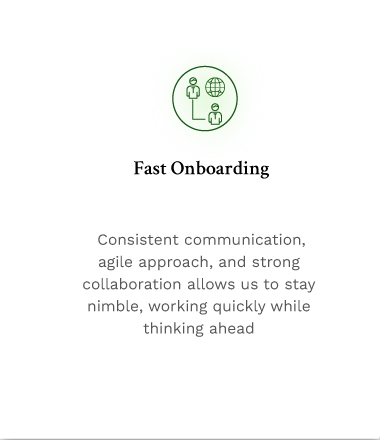 Fast Onboarding
Consistent communication,
agile approach, and strong
collaboration allows us to stay
nimble, working quickly while
thinking ahead